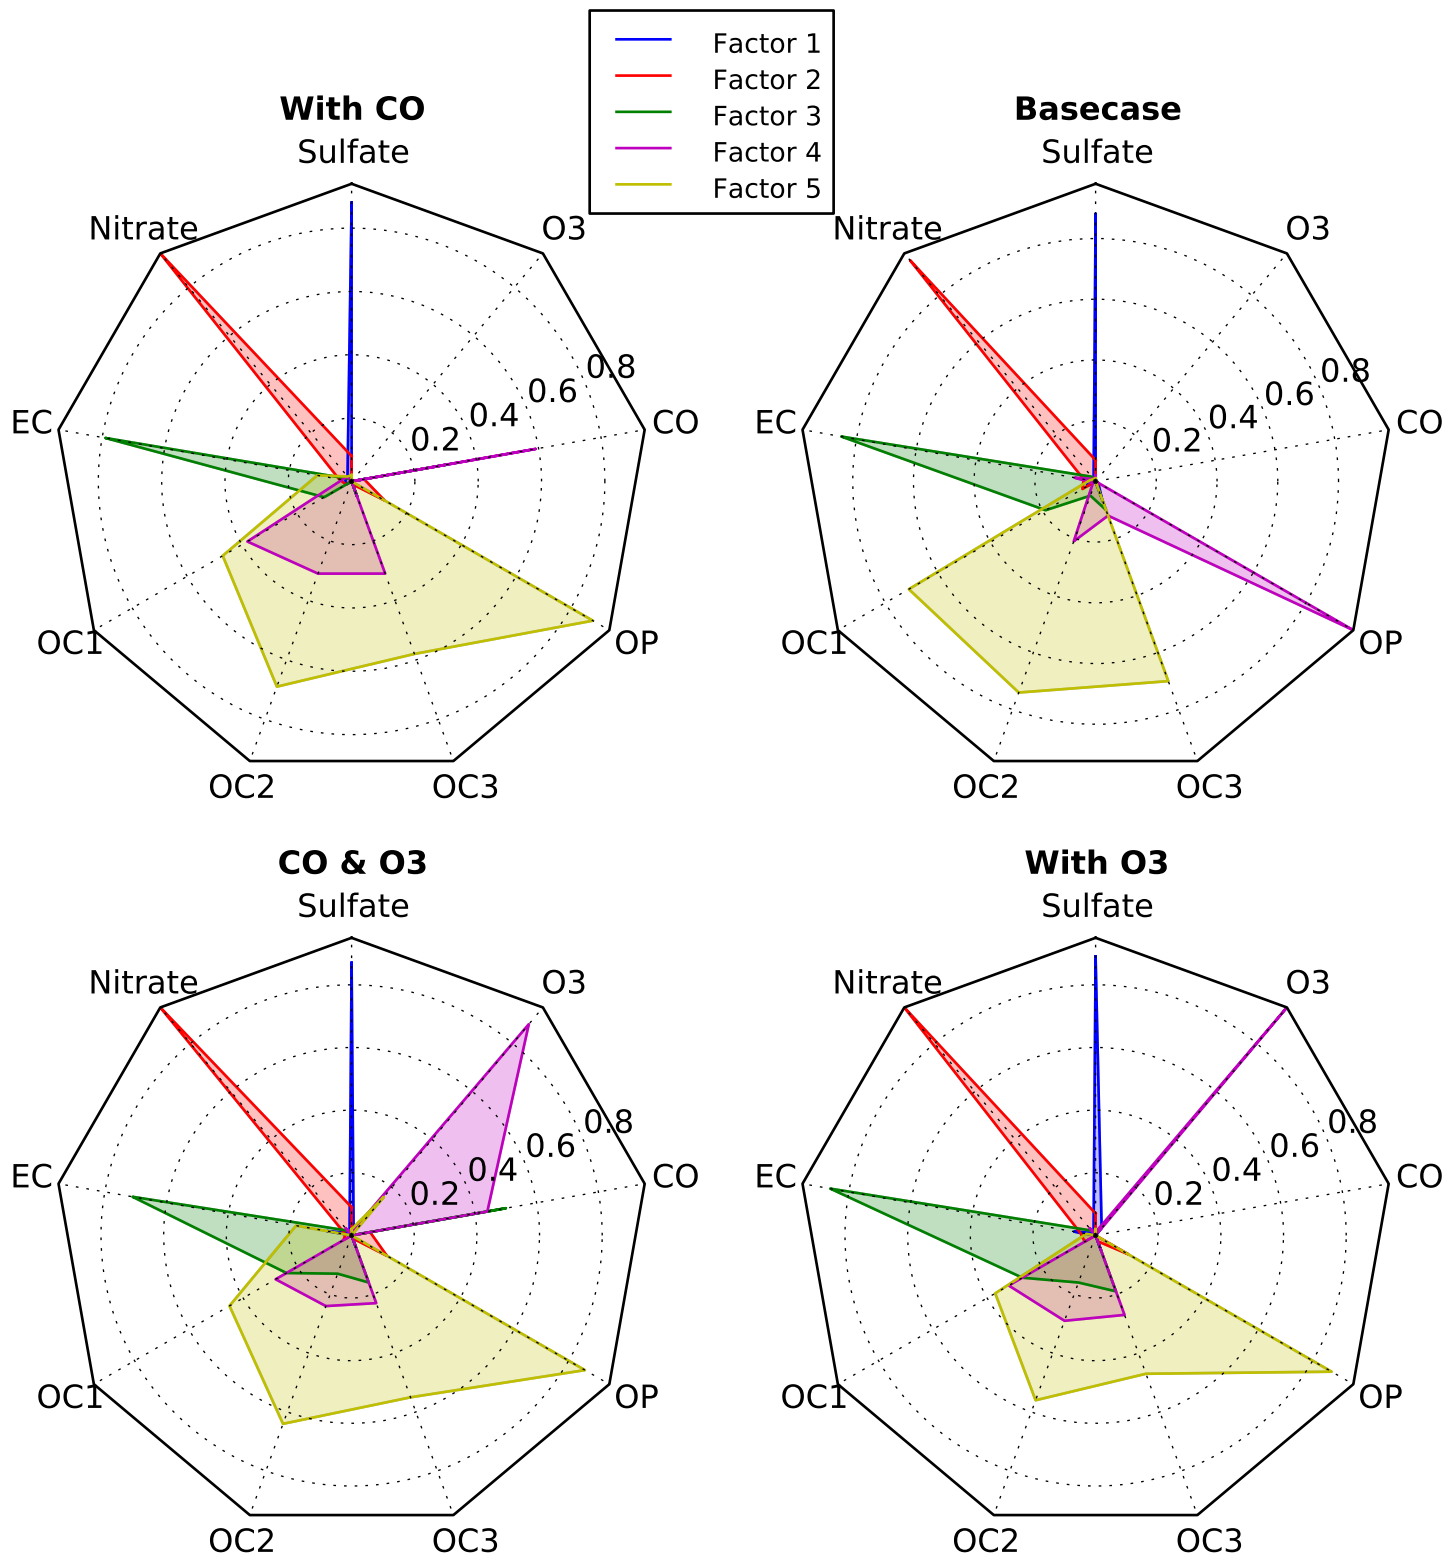 Factor 1
Factor 2
Factor 3
Factor 4
Factor 5
With CO
Sulfate
Nitrate
O3
EC
CO
OC1
OP
OC2
OC3
0.2
0.4
0.6
0.8
Basecase
Sulfate
Nitrate
O3
EC
CO
OC1
OP
OC2
OC3
0.2
0.4
0.6
0.8
CO & O3
Sulfate
Nitrate
O3
EC
CO
OC1
OP
OC2
OC3
0.2
0.4
0.6
0.8
With O3
Sulfate
Nitrate
O3
EC
CO
OC1
OP
OC2
OC3
0.2
0.4
0.6
0.8